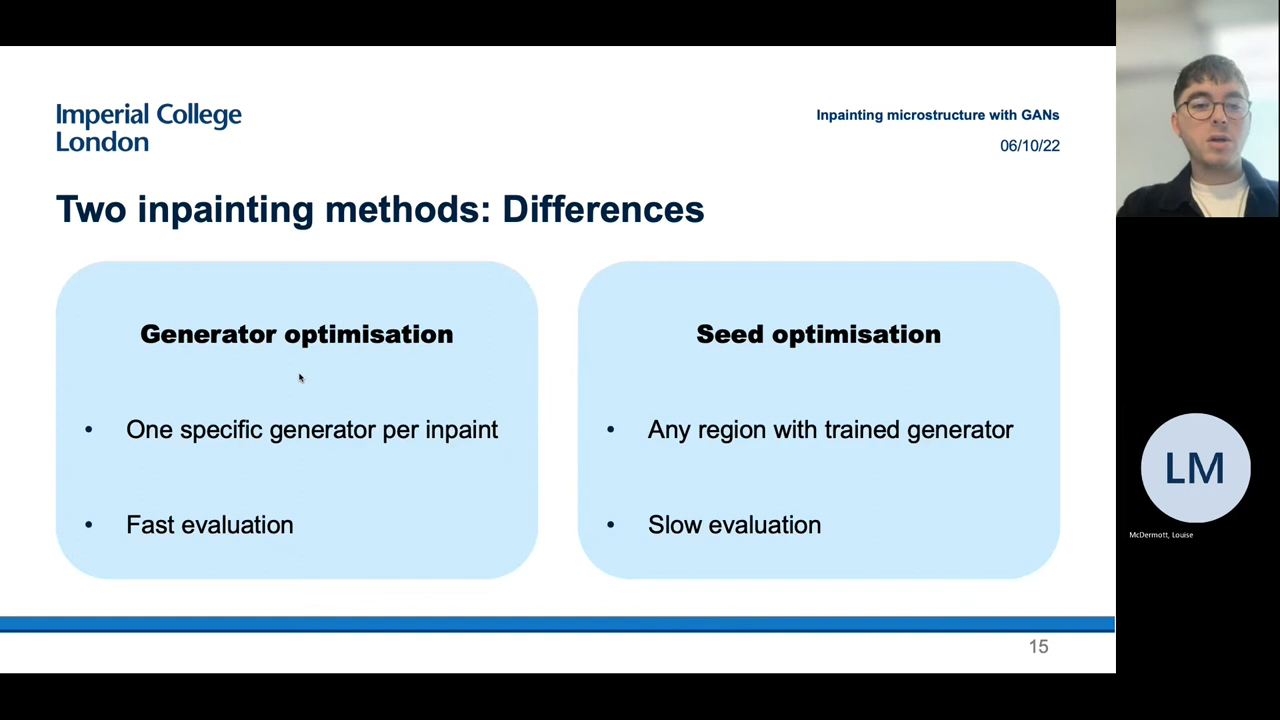 Imperial College
London
Inpainting microstructure with GANs
06/10/22
Two inpainting methods: Differences
Generator optimisation
• One specific generator per inpaint
• Fast evaluation
Seed optimisation
• Any region with trained generator
• Slow evaluation
15
LM
McDermott, Louise